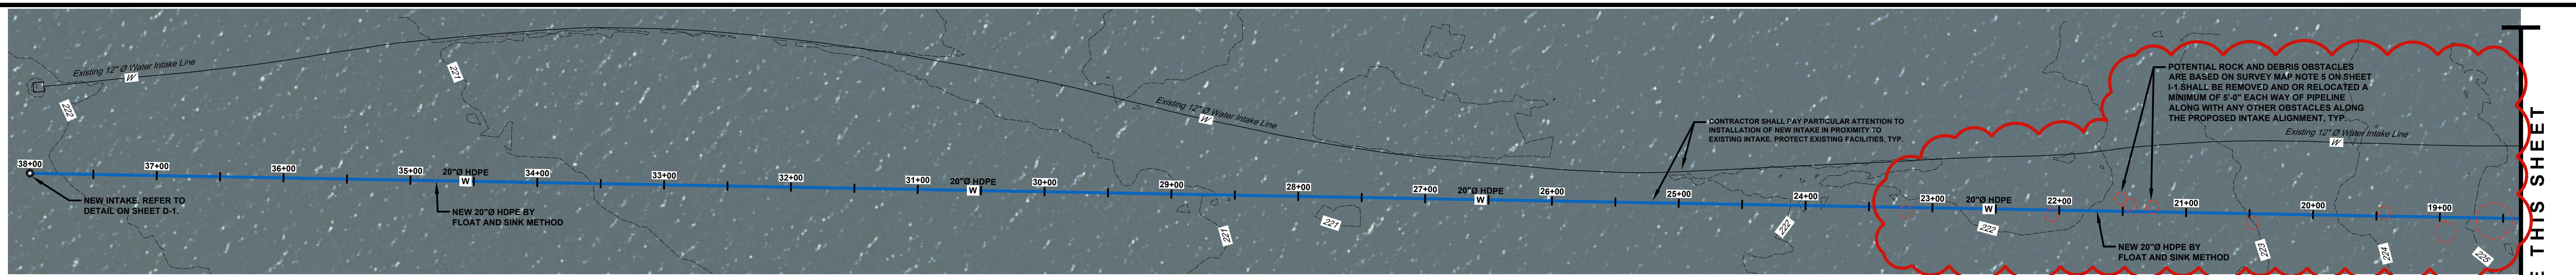 Existing 12" Ø Water Intake Line
W
222
221
38+00
37+00
36+00
35+00
20"Ø HDPE
W
34+00
33+00
32+00
31+00
20"Ø HDPE
W
30+00
29+00
28+00
27+00
20"Ø HDPE
W
26+00
25+00
24+00
23+00
20"Ø HDPE
W
22+00
21+00
20+00
19+00
NEW INTAKE, REFER TO
DETAIL ON SHEET D-1.
NEW 20"Ø HDPE BY
FLOAT AND SINK METHOD
Existing 12" Ø Water Intake Line
W
221
221
CONTRACTOR SHALL PAY PARTICULAR ATTENTION TO
INSTALLATION OF NEW INTAKE IN PROXIMITY TO
EXISTING INTAKE. PROTECT EXISTING FACILITIES, TYP.
222
222
POTENTIAL ROCK AND DEBRIS OBSTACLES
ARE BASED ON SURVEY MAP NOTE 5 ON SHEET
I-1.SHALL BE REMOVED AND OR RELOCATED A
MINIMUM OF 5'-0" EACH WAY OF PIPELINE
ALONG WITH ANY OTHER OBSTACLES ALONG
THE PROPOSED INTAKE ALIGNMENT, TYP.
Existing 12" Ø Water Intake Line
W
NEW 20"Ø HDPE BY
FLOAT AND SINK METHOD
223
224
225
E THIS SHEET